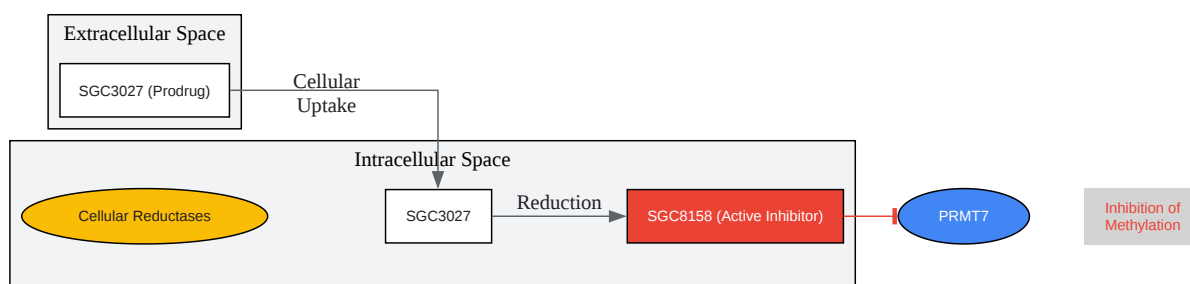 Extracellular Space
SGC3027 (Prodrug)
Cellular
Uptake
Intracellular Space
Cellular Reductases
SGC3027
Reduction
SGC8158 (Active Inhibitor)
PRMT7
Inhibition of
Methylation